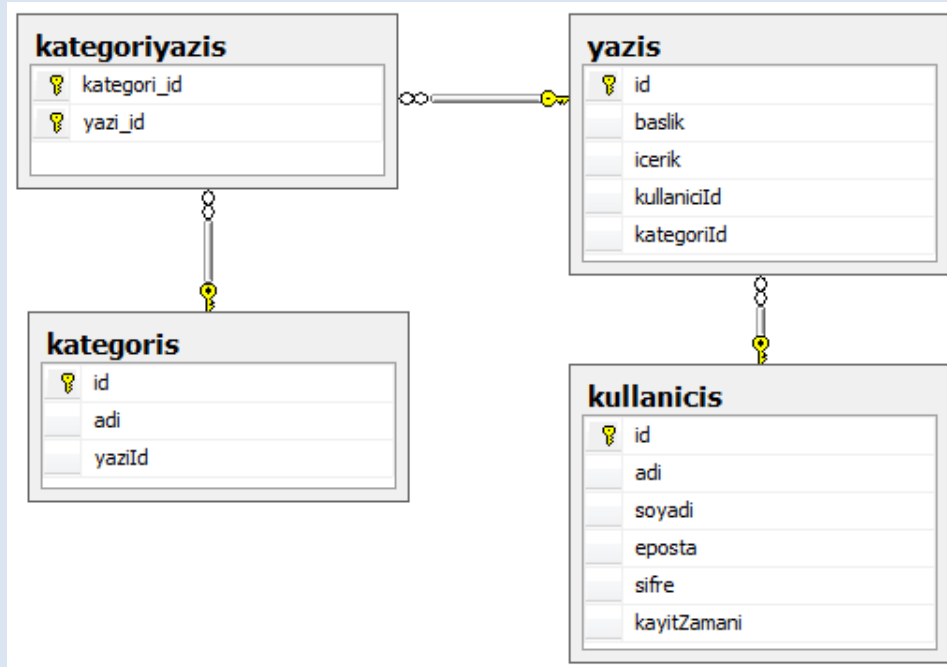 kategoriyazis
kategori_id
yazi_id
yazis
id
baslik
icerik
kullaniciId
kategoriId
kategoris
id
adi
yaziId
kullanicis
id
adi
soyadi
eposta
sifre
kayitZamani